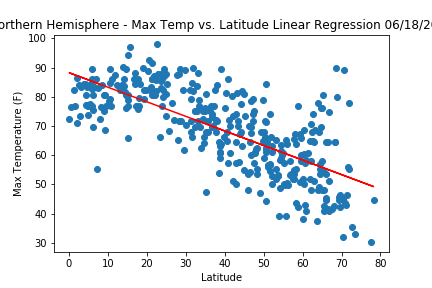 orthern Hemisphere - Max Temp vs. Latitude Linear Regression 06/18/20
100
90
80
70
60
50
40
30
Max Temperature (F)
0 10 20 30 40 50 60 70 80
Latitude